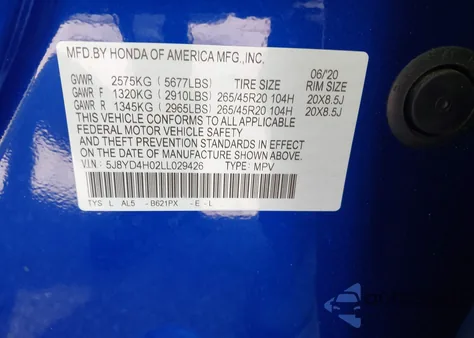 MFD.BY HONDA OF AMERICA MFG.,INC.
06/'20
GVWR 2575KG ( 5677LBS) TIRE SIZE RIM SIZE
GAWR F 1320KG ( 2910LBS) 265/45R20 104H 20X8.5J
GAWR R 1345KG ( 2965LBS) 265/45R20 104H 20X8.5J
THIS VEHICLE CONFORMS TO ALL APPLICABLE
FEDERAL MOTOR VEHICLE SAFETY
AND THEFT PREVENTION STANDARDS IN EFFECT
ON THE DATE OF MANUFACTURE SHOWN ABOVE.
V.I.N: 5J8YD4H02LL029426 TYPE: MPV
TYS L AL5 - B621PX - E - L